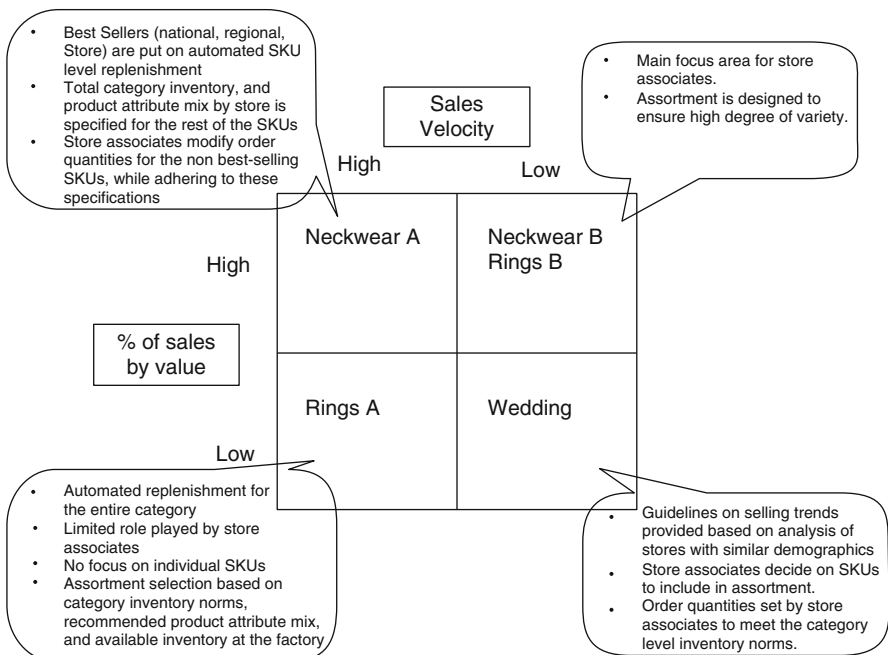 • Best Sellers (national, regional,
Store) are put on automated SKU
level replenishment
• Total category inventory, and
product attribute mix by store is
specified for the rest of the SKUs
• Store associates modify order
quantities for the non best-selling
SKUs, while adhering to these
specifications
• Main focus area for store
associates.
• Assortment is designed to
ensure high degree of variety.
Sales
Velocity
High
Low
High
Neckwear A
Neckwear B
Rings B
% of sales
by value
Rings A
Wedding
Low
• Automated replenishment for
the entire category
• Limited role played by store
associates
• No focus on individual SKUs
• Assortment selection based on
category inventory norms,
recommended product attribute mix,
and available inventory at the factory
• Guidelines on selling trends
provided based on analysis of
stores with similar demographics
• Store associates decide on SKUs
to include in assortment.
• Order quantities set by store
associates to meet the category
level inventory norms.